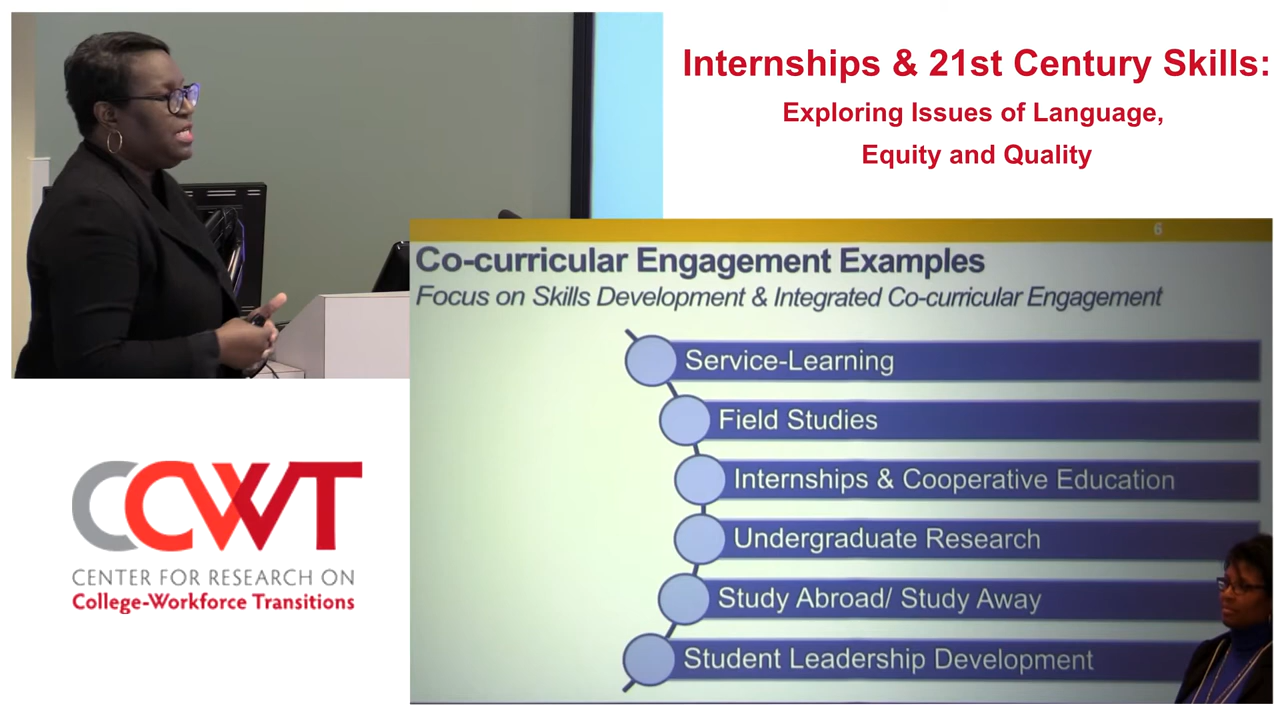 Internships & 21st Century Skills:
Exploring Issues of Language,
Equity and Quality
6
Co-curricular Engagement Examples
Focus on Skills Development & Integrated Co-curricular Engagement
Service-Learning
Field Studies
Internships & Cooperative Education
Undergraduate Research
Study Abroad/ Study Away
Student Leadership Development
CCWT
CENTER FOR RESEARCH ON
College-Workforce Transitions